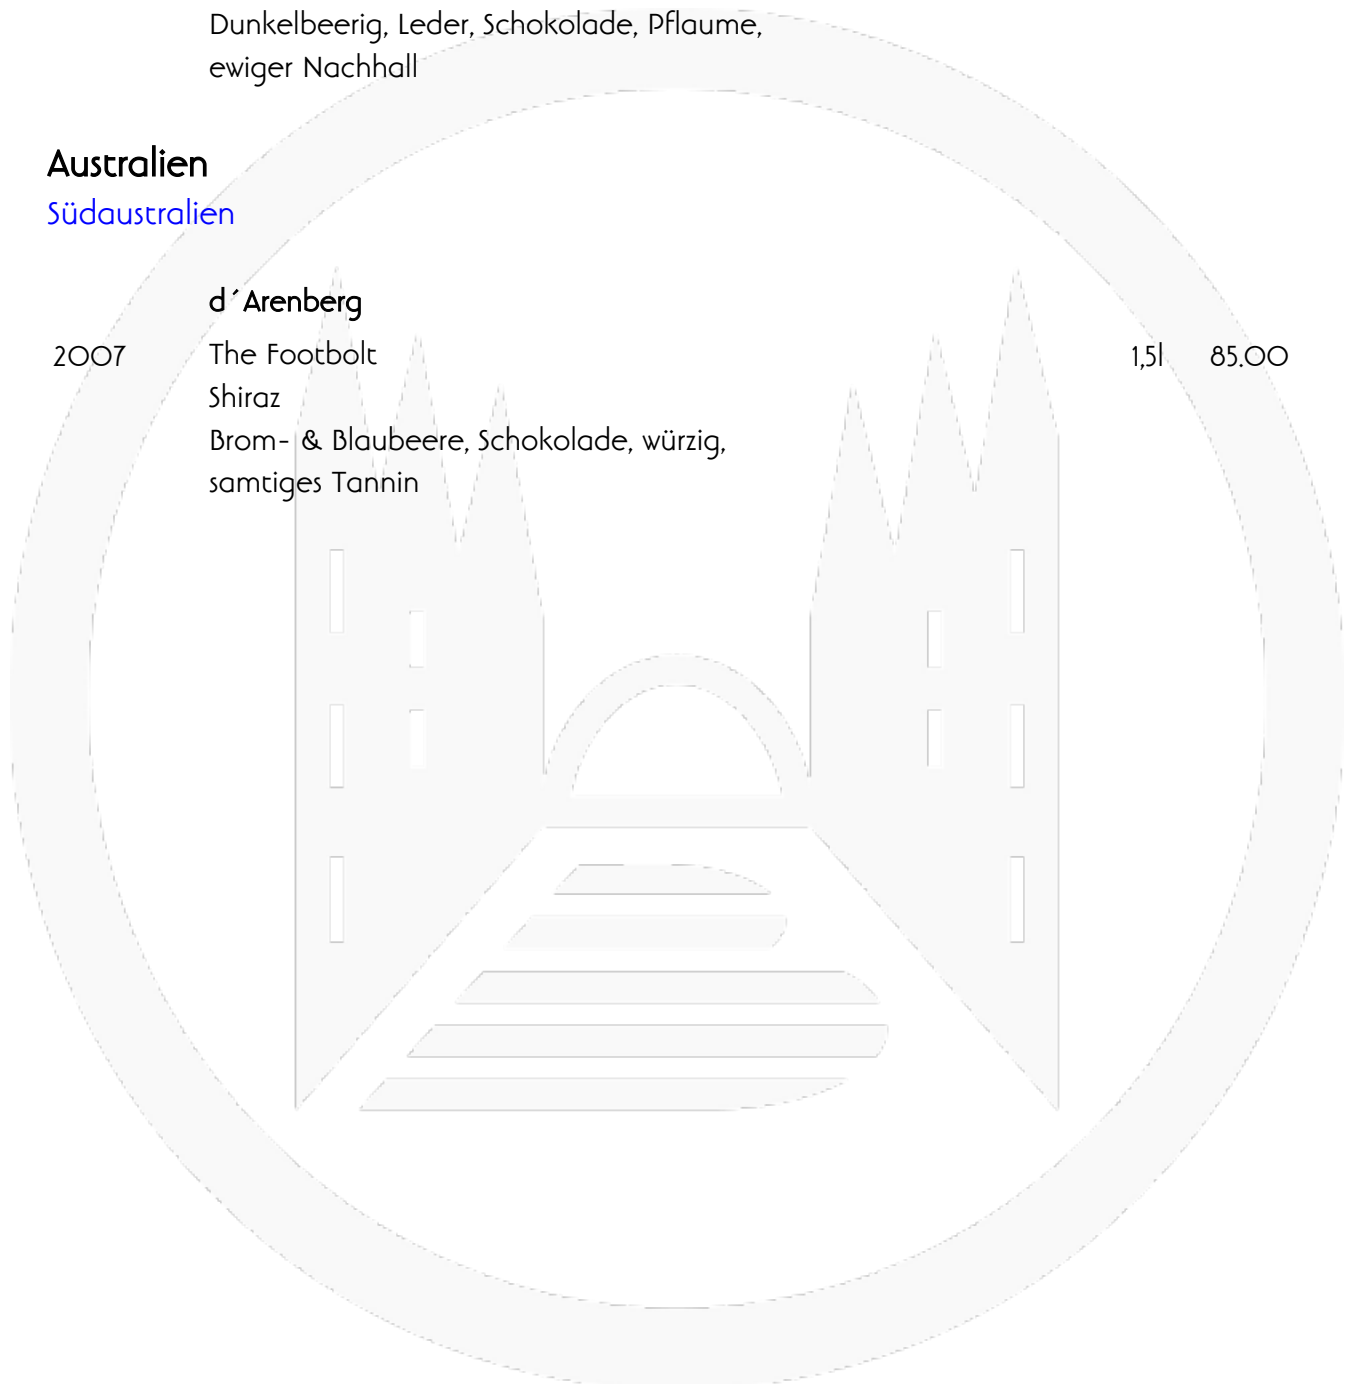 Dunkelbeerig, Leder, Schokolade, Pflaume,
ewiger Nachhall
Australien
Südaustralien
d´Arenberg
2007 The Footbolt 1,5l 85.00
Shiraz
Brom- & Blaubeere, Schokolade, würzig,
samtiges Tannin